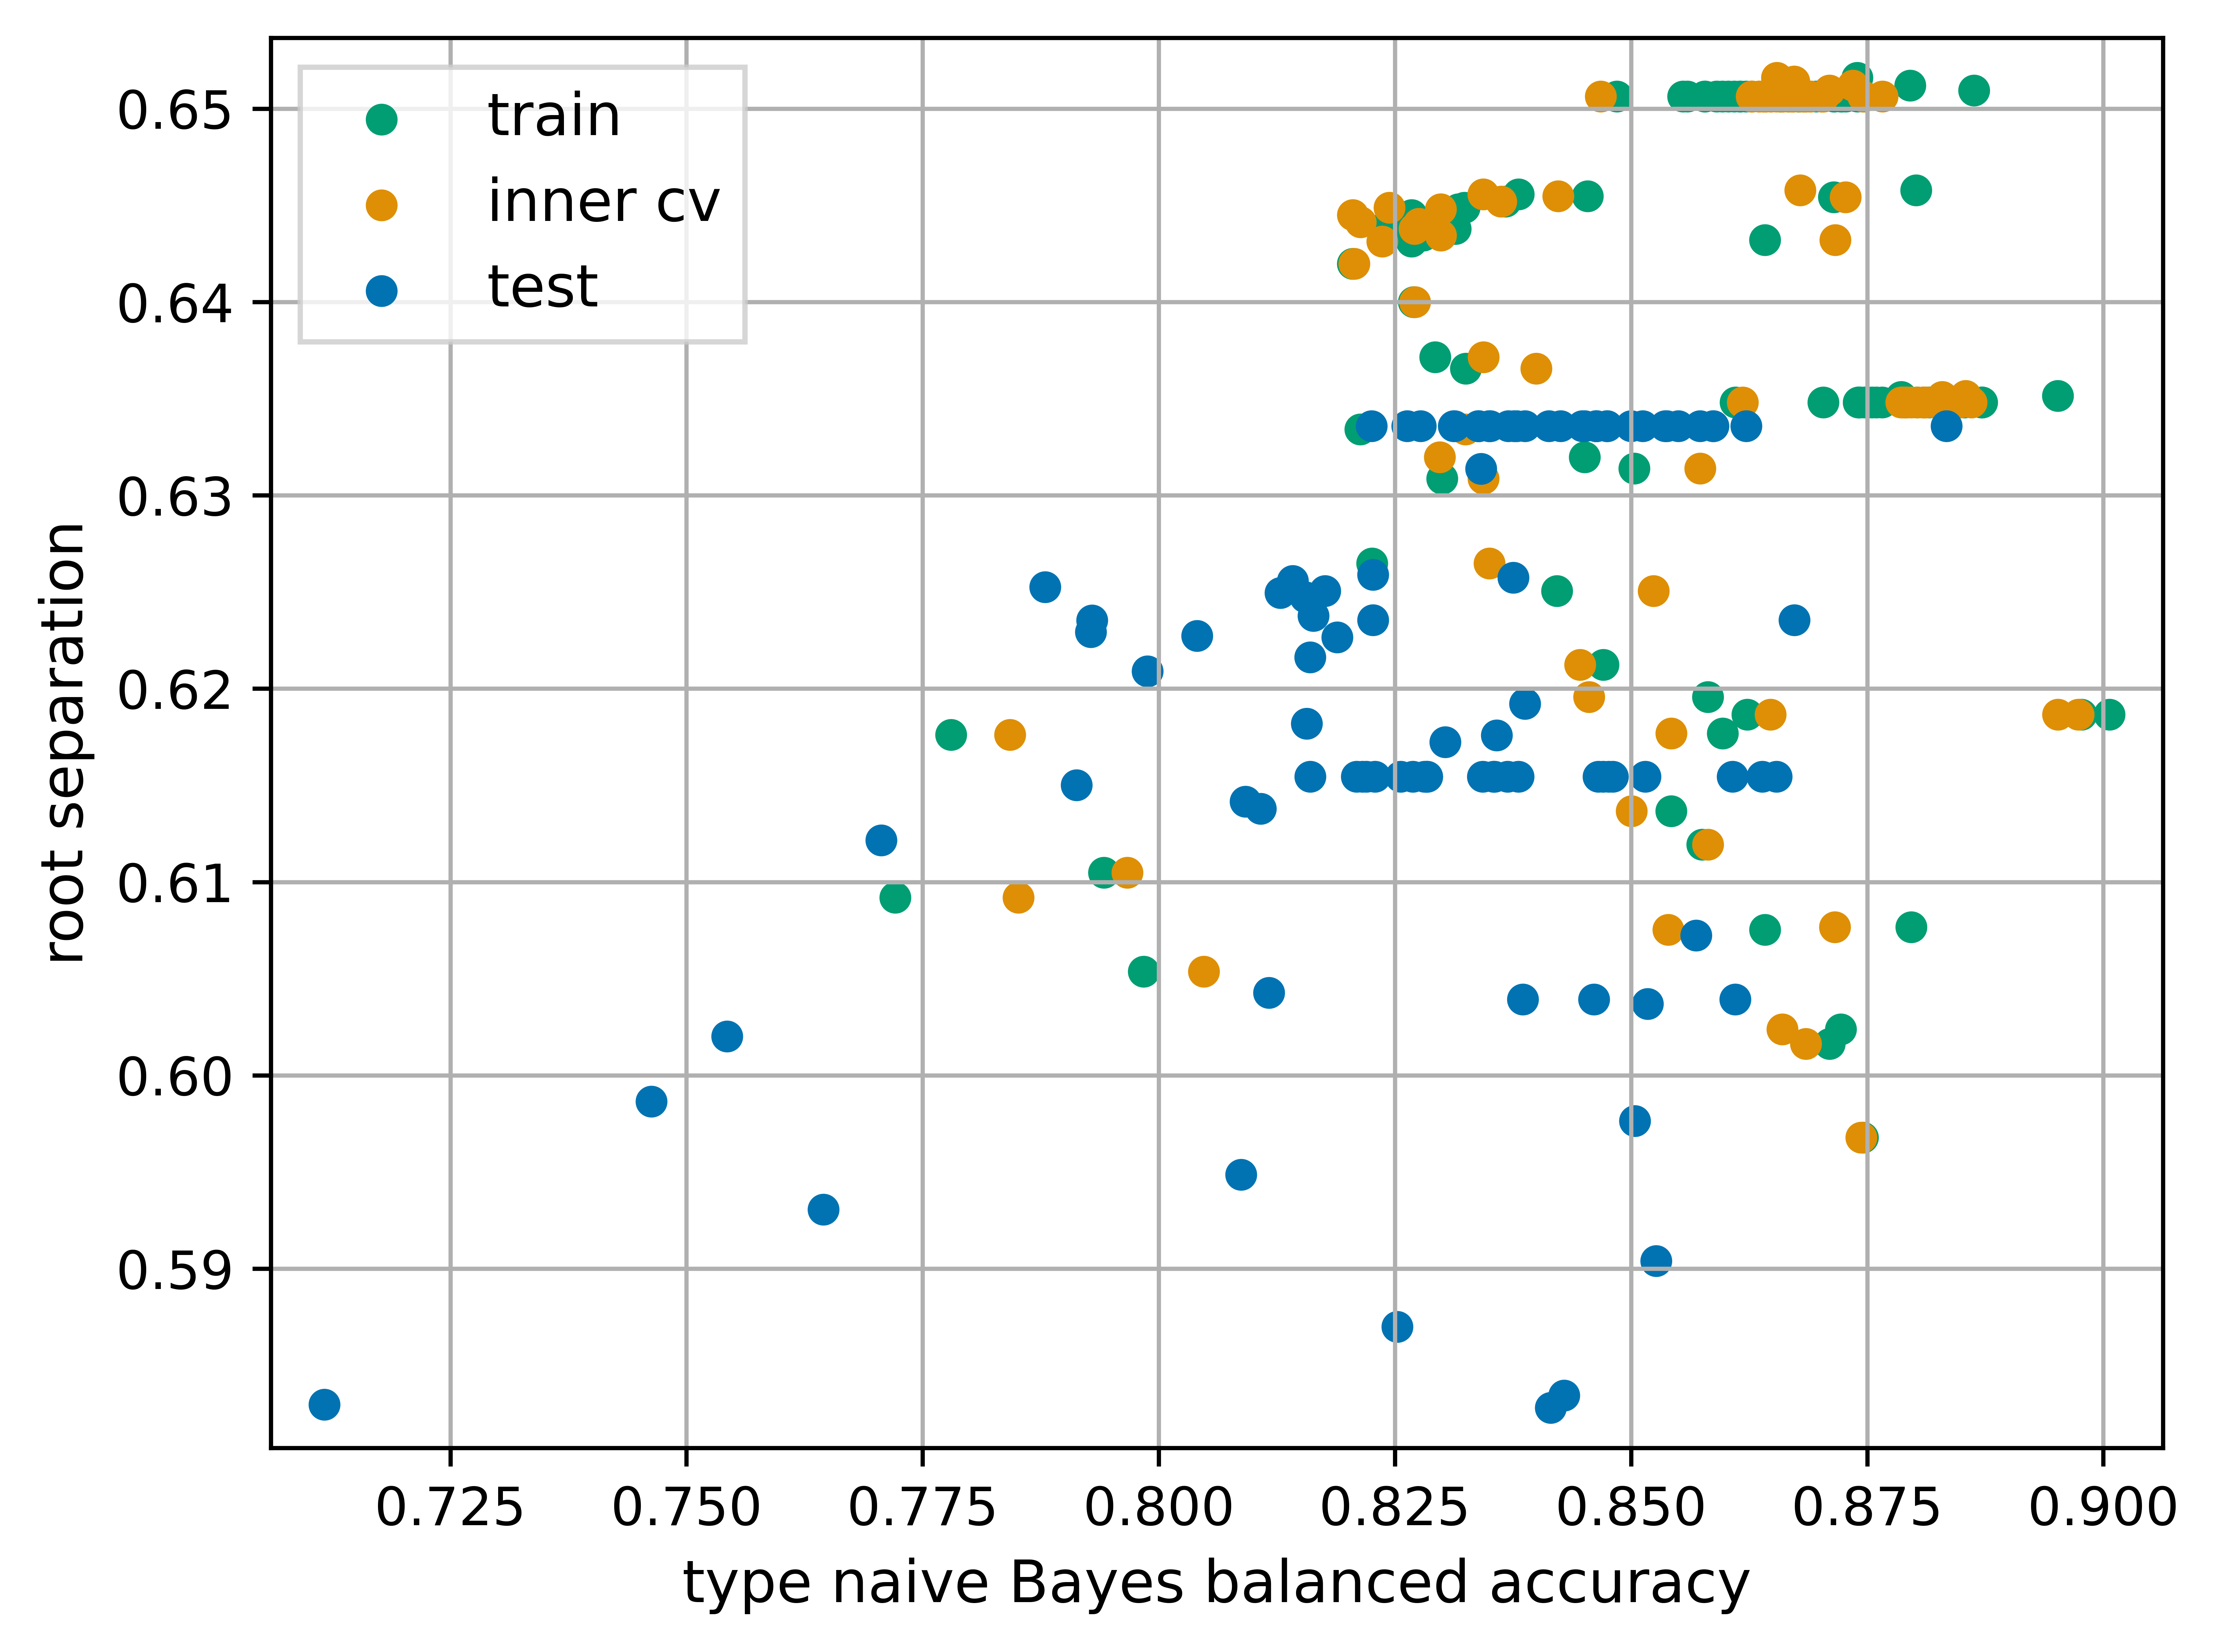 train
inner cv
test
0.65
0.64
0.63
0.62
0.61
0.60
0.59
root separation
0.725 0.750 0.775 0.800 0.825 0.850 0.875 0.900
type naive Bayes balanced accuracy